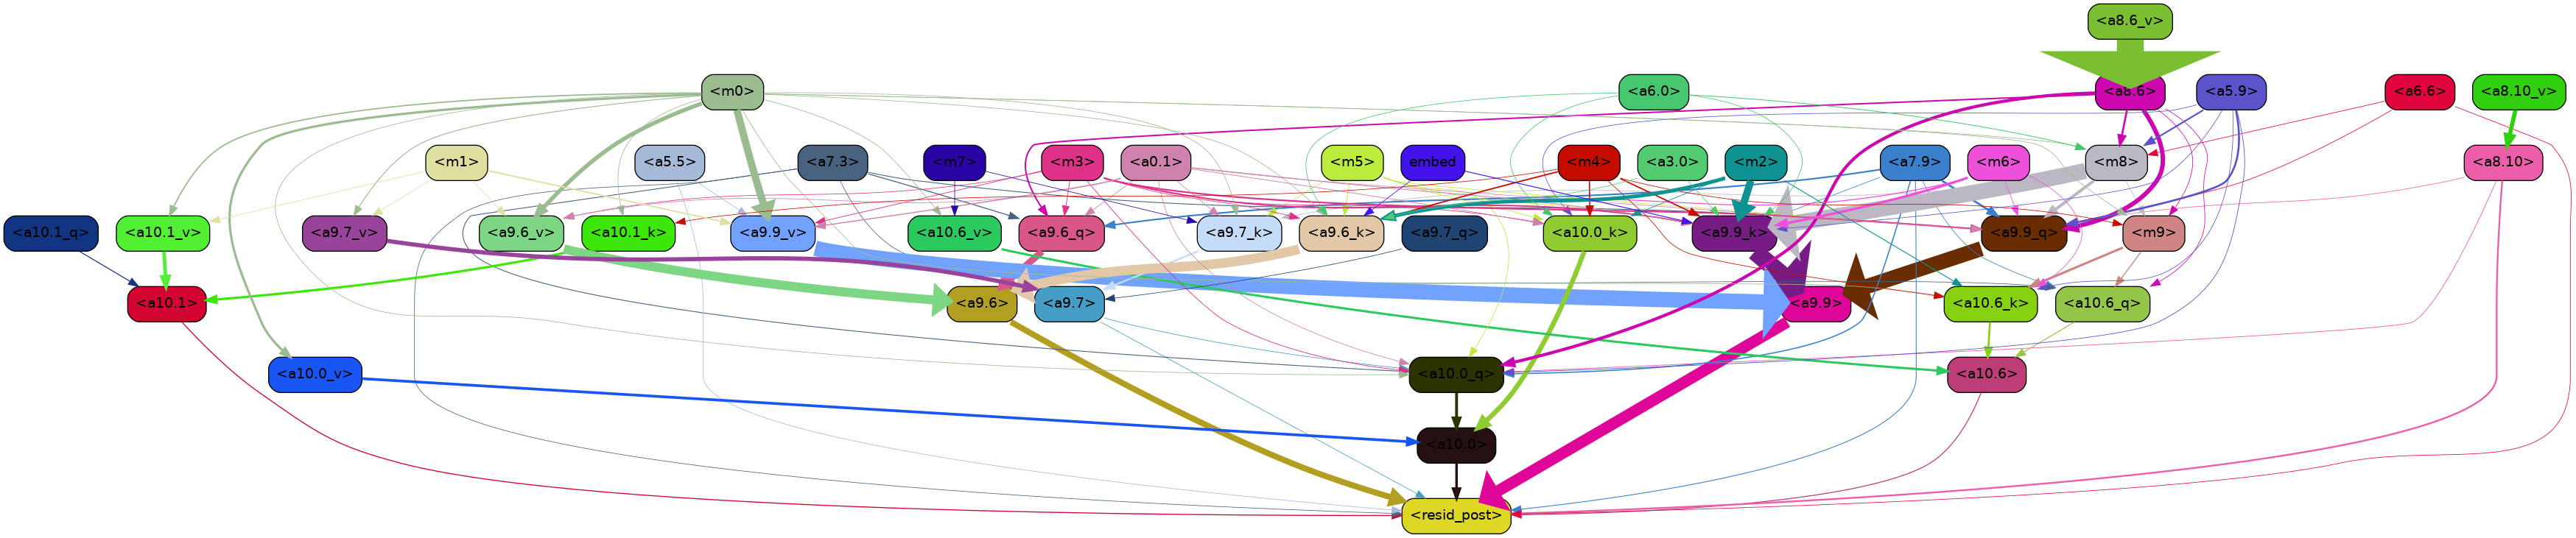 <a8.6_v>
<m0>
<a6.0>
<a8.6>
<a5.9>
<a6.6>
<a8.10_v>
<m1>
<a5.5>
<a7.3>
<m7>
<m3>
<a0.1>
<m5>
embed
<m4>
<a3.0>
<m2>
<a7.9>
<m6>
<m8>
<a8.10>
<a10.1_q>
<a10.1_v>
<a9.7_v>
<a9.6_v>
<a10.1_k>
<a9.9_v>
<a10.6_v>
<a9.6_q>
<a9.7_k>
<a9.6_k>
<a9.7_q>
<a10.0_k>
<a9.9_k>
<a9.9_q>
<m9>
<a10.1>
<a9.6>
<a9.7>
<a9.9>
<a10.6_k>
<a10.6_q>
<a10.0_v>
<a10.0_q>
<a10.6>
<a10.0>
<resid_post>